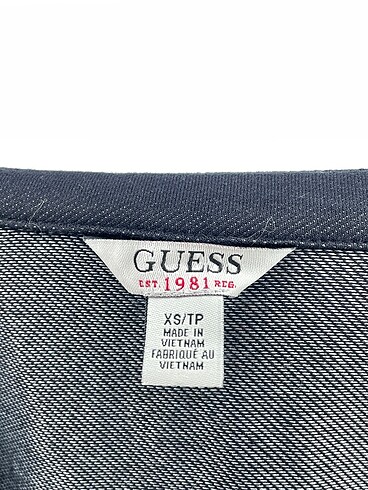 GUESS
EST. 1981 REG.
XS/TP
MADE IN
VIETNAM
FABRIQUÉ AU
VIETNAM